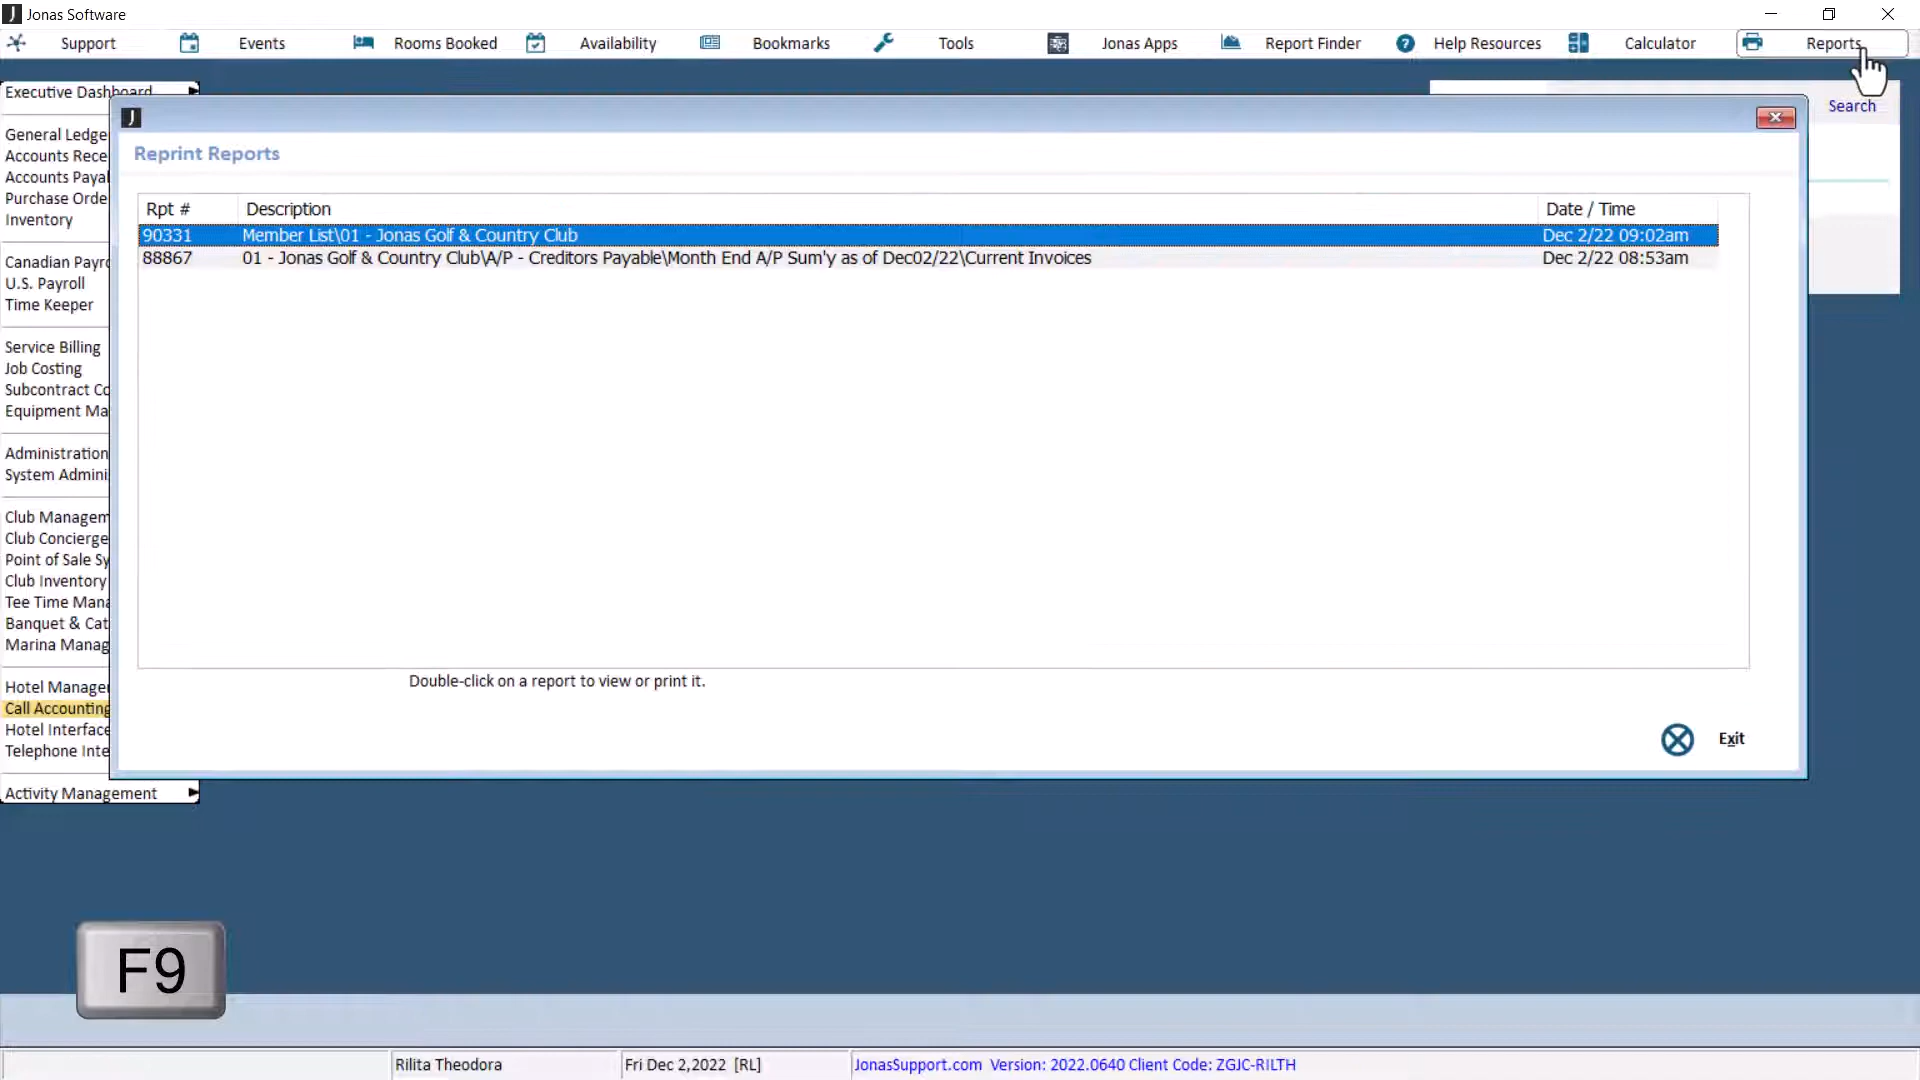 J Jonas Software
Support Events Rooms Booked Availability Bookmarks Tools Jonas Apps Report Finder Help Resources Calculator Reports
Executive Dashboard
Search
J
Reprint Reports
Rpt # Description Date / Time
90331 Member List\01 - Jonas Golf & Country Club Dec 2/22 09:02am
88867 01 - Jonas Golf & Country Club\A/P - Creditors Payable\Month End A/P Sum'y as of Dec02/22\Current Invoices Dec 2/22 08:53am
Double-click on a report to view or print it.
Exit
General Ledge
Accounts Rece
Accounts Payal
Purchase Orde
Inventory
Canadian Payro
U.S. Payroll
Time Keeper
Service Billing
Job Costing
Subcontract Co
Equipment Ma
Administration
System Admini
Club Managem
Club Concierge
Point of Sale Sy
Club Inventory
Tee Time Mana
Banquet & Cat
Marina Manag
Hotel Manager
Call Accounting
Hotel Interface
Telephone Inte
Activity Management
F9
Rilita Theodora Fri Dec 2,2022 [RL] JonasSupport.com Version: 2022.0640 Client Code: ZGJC-RILTH